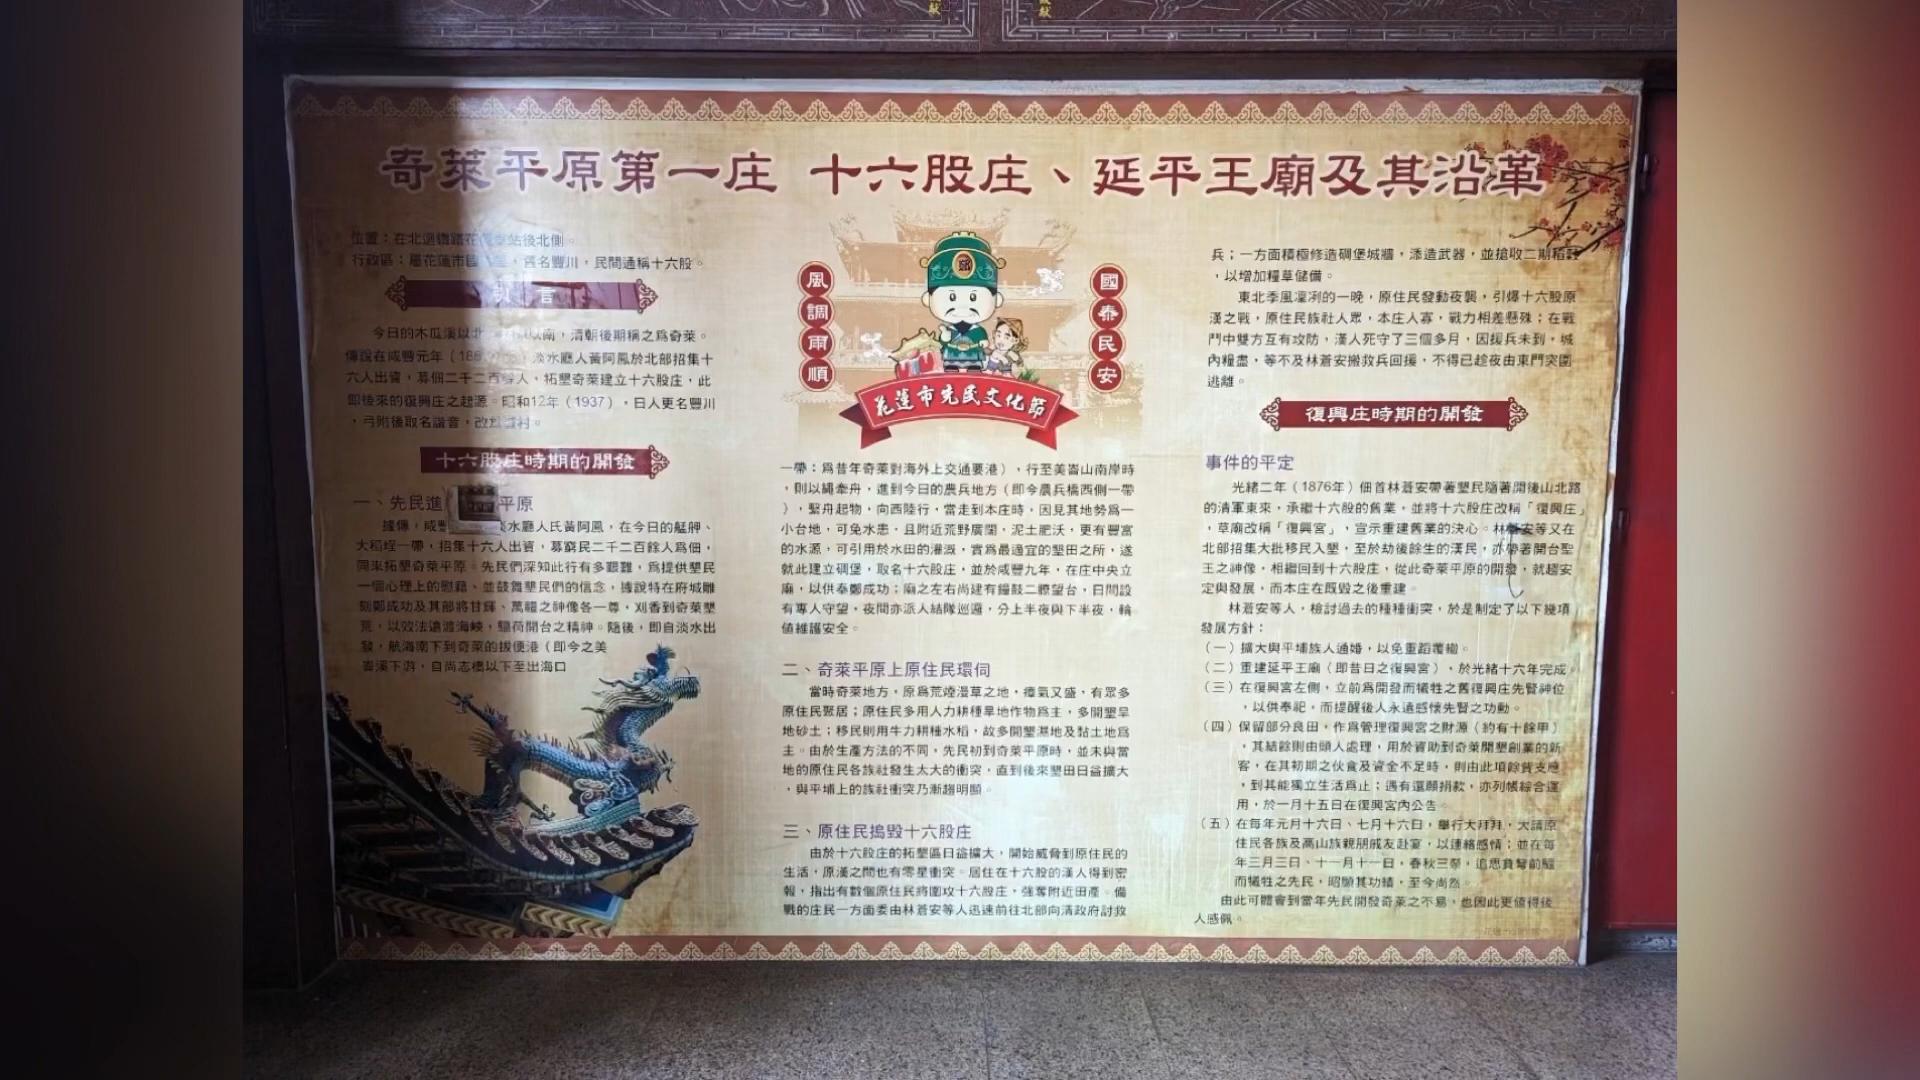 奇萊平原第一庄 十六股庄、延平王廟及其沿革
位置：在北迴鐵路花蓮車站後北側。
行政區：屬花蓮市國，舊名豐川，民間通稱十六股。
引言
今日的木瓜溪以北以南，清朝後期稱之為奇萊。
傳說在咸豐元年（淡水廳人黃阿鳳於北部招集十
六人出資，募佃二千二百餘人、拓墾奇萊建立十六股庄，此
即後來的復興庄之起源。昭和12年（1937），日人更名豐川
十六股庄時期的開發
一、先民進平原
據傳，咸豐淡水廳人氏黃阿鳳，在今日的艋舺、
大稻埕一帶，招集十六人出資，募窮民二千二百餘人為佃，
同來拓墾奇萊平原。先民們深知此行有多艱難，為提供墾民
一個心理上的慰藉、並鼓舞墾民們的信念，據說特在府城雕
刻鄭成功及其部將甘輝、萬禮之神像各一尊，刈香到奇萊墾
荒，以效法遠渡海峽，驅荷開台之精神。隨後，即自淡水出
發，航海南下到奇萊的拔便港（即今之美
崙溪下游，自尚志橋以下至出海口
風調雨順
國泰民安
鄭
花蓮市先民文化節
一帶：為昔年奇萊對海外上交通要港），行至美崙山南岸時
，則以繩牽舟，進到今日的農兵地方（即今農兵橋西側一帶
），繫舟起物，向西陸行，當走到本庄時，因見其地勢為一
小台地，可免水患，且附近荒野廣闊，泥土肥沃，更有豐富
的水源，可引用於水田的灌溉，實為最適宜的墾田之所，遂
就此建立碉堡，取名十六股庄，並於咸豐九年，在庄中央立
廟，以供奉鄭成功；廟之左右尚建有鐘鼓二瞭望台，日間設
有專人守望，夜間亦派人結隊巡邏，分上半夜與下半夜，輪
值維護安全。
二、奇萊平原上原住民環伺
當時奇萊地方，原為荒煙漫草之地，瘴氣又盛，有眾多
原住民聚居；原住民多用人力耕種旱地作物為主，多開墾旱
地砂土；移民則用牛力耕種水稻，故多開墾濕地及黏土地為
主。由於生產方法的不同，先民初到奇萊平原時，並未與當
地的原住民各族社發生太大的衝突，直到後來墾田日益擴大
，與平埔上的族社衝突乃漸趨明顯。
三、原住民搗毀十六股庄
由於十六股庄的拓墾區日益擴大，開始威脅到原住民的
生活，原漢之間也有零星衝突。居住在十六股的漢人得到密
報，指出有數個原住民將圍攻十六股庄，強奪附近田產。備
戰的庄民一方面委由林蒼安等人迅速前往北部向清政府討救
兵；一方面積極修造碉堡城牆，添造武器，並搶收二期稻穀
，以增加糧草儲備。
東北季風凜冽的一晚，原住民發動夜襲，引爆十六股原
漢之戰，原住民族社人眾，本庄人寡，戰力相差懸殊；在戰
鬥中雙方互有攻防，漢人死守了三個多月，因援兵未到，城
內糧盡，等不及林蒼安搬救兵回援，不得已趁夜由東門突圍
逃離。
復興庄時期的開發
事件的平定
光緒二年（1876年）佃首林蒼安帶著墾民隨著開後山北路
的清軍東來，承繼十六股的舊業，並將十六股庄改稱「復興庄」
，草廟改稱「復興宮」，宣示重建舊業的決心。林蒼安等又在
北部招集大批移民入墾，至於劫後餘生的漢民，亦帶著開台聖
王之神像，相繼回到十六股庄，從此奇萊平原的開發，就趨安
定與發展，而本庄在既毀之後重建。
林蒼安等人，檢討過去的種種衝突，於是制定了以下幾項
發展方針：
（一）擴大與平埔族人通婚，以免重蹈覆轍。
（二）重建延平王廟（即昔日之復興宮），於光緒十六年完成。
（三）在復興宮左側，立前為開發而犧牲之舊復興庄先賢神位
，以供奉祀，而提醒後人永遠感懷先賢之功勳。
（四）保留部分良田，作為管理復興宮之財源（約有十餘甲）
，其結餘則由頭人處理，用於資助到奇萊開墾創業的新
客，在其初期之伙食及資金不足時，則由此項餘貲支應
，到其能獨立生活為止；遇有還願捐款，亦列帳綜合運
用，於一月十五日在復興宮內公告。
（五）在每年元月十六日、七月十六日，舉行大拜拜，大請原
住民各族及高山族親朋戚友赴宴，以連絡感情；並在每
年三月三日、十一月十一日，春秋三祭，追思負弩前驅
而犧牲之先民，昭顯其功績，至今尚然。
由此可體會到當年先民開發奇萊之不易，也因此更值得後
人感佩。